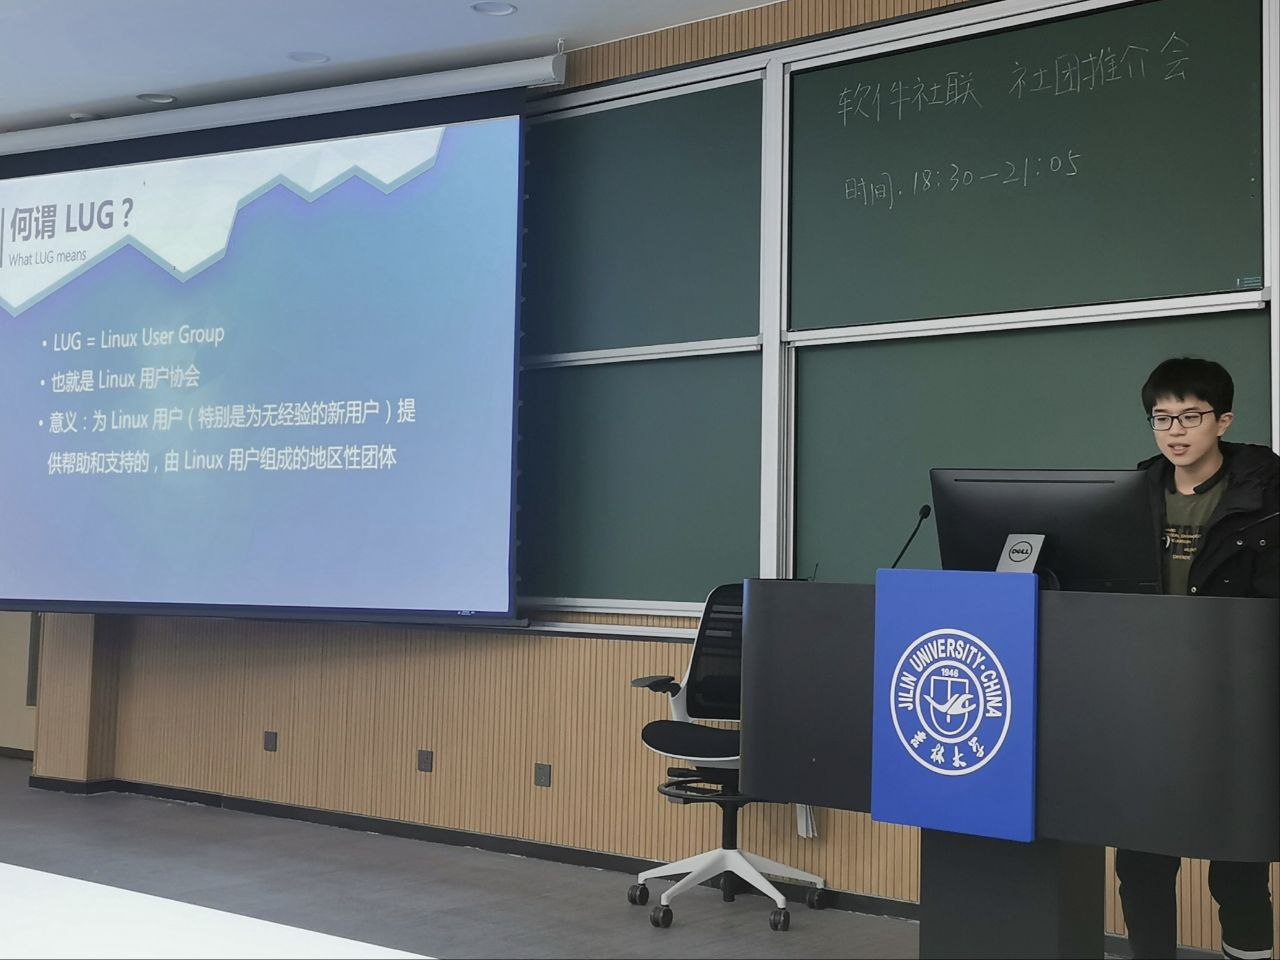 何谓 LUG？
What LUG means
• LUG = Linux User Group
• 也就是 Linux 用户协会
• 意义：为 Linux 用户（特别是为无经验的新用户）提
供帮助和支持的，由 Linux 用户组成的地区性团体
软件社联 社团推介会
时间. 18:30—21:05
DELL
JILIN UNIVERSITY·CHINA
1946
吉林大学